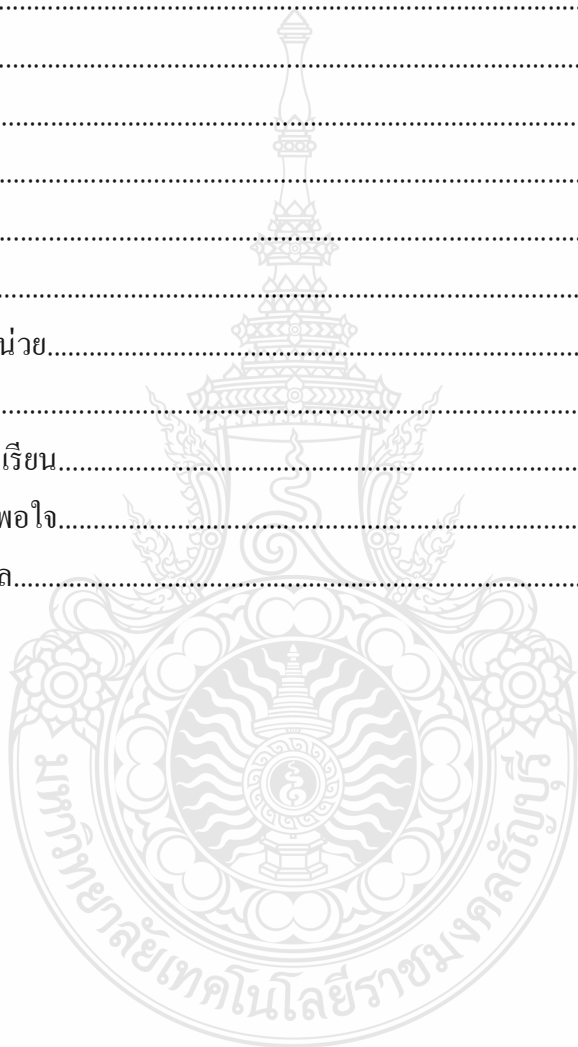 ................................................................................
................................................................................
................................................................................
................................................................................
................................................................................
................................................................................
น่วย................................................................................
................................................................................
เรียน................................................................................
พอใจ................................................................................
ล................................................................................
มหาวิทยาลัยเทคโนโลยีราชมงคลธัญบุรี